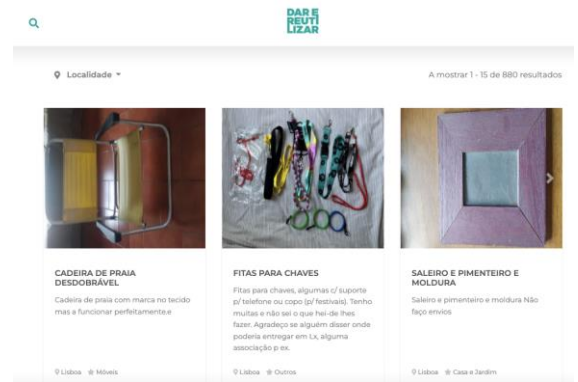 DAR E
REUTI
LIZAR
Localidade
A mostrar 1 - 15 de 880 resultados
CADEIRA DE PRAIA
DESDOBRÁVEL
Cadeira de praia com marca no tecido
mas a funcionar perfeitamente.e
Lisboa Móveis
FITAS PARA CHAVES
Fitas para chaves, algumas c/ suporte
p/ telefone ou copo (p/ festivais). Tenho
muitas e não sei o que hei-de lhes
fazer. Agradeço se alguém disser onde
poderia entregar em Lx, alguma
associação p ex.
Lisboa Outros
SALEIRO E PIMENTEIRO E
MOLDURA
Saleiro e pimenteiro e moldura Não
faço envios
Lisboa Casa e Jardim